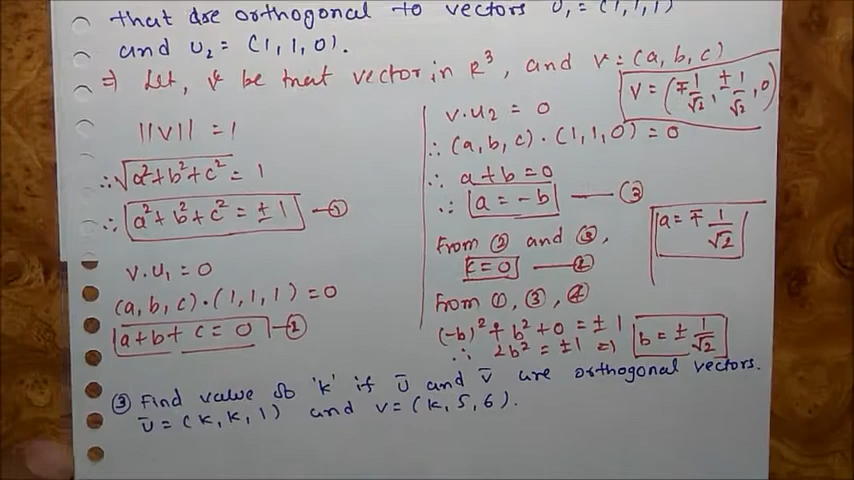 that are orthogonal to vectors u₁ = (1,1,1)
and u₂ = (1,1,0).
⇒ Let, v be that vector in R³, and v = (a, b, c)
v = (∓1/√2, ±1/√2, 0)
||v|| = 1
∴ √a²+b²+c² = 1
∴ a²+b²+c² = ±1 —①
v.u₁ = 0
(a,b,c)·(1,1,1) = 0
a+b+c = 0 —②
v.u₂ = 0
∴ (a,b,c)·(1,1,0) = 0
∴ a+b=0
∴ a = -b —③
From ② and ③,
c=0 —④
From ①, ③, ④
(-b)²+b²+0 = ±1
∴ 2b² = ±1 ⇒ b = ± 1/√2
a = ∓ 1/√2
③ Find value of 'k' if ū and v̄ are orthogonal vectors.
ū = (k, k, 1) and v = (k, 5, 6).